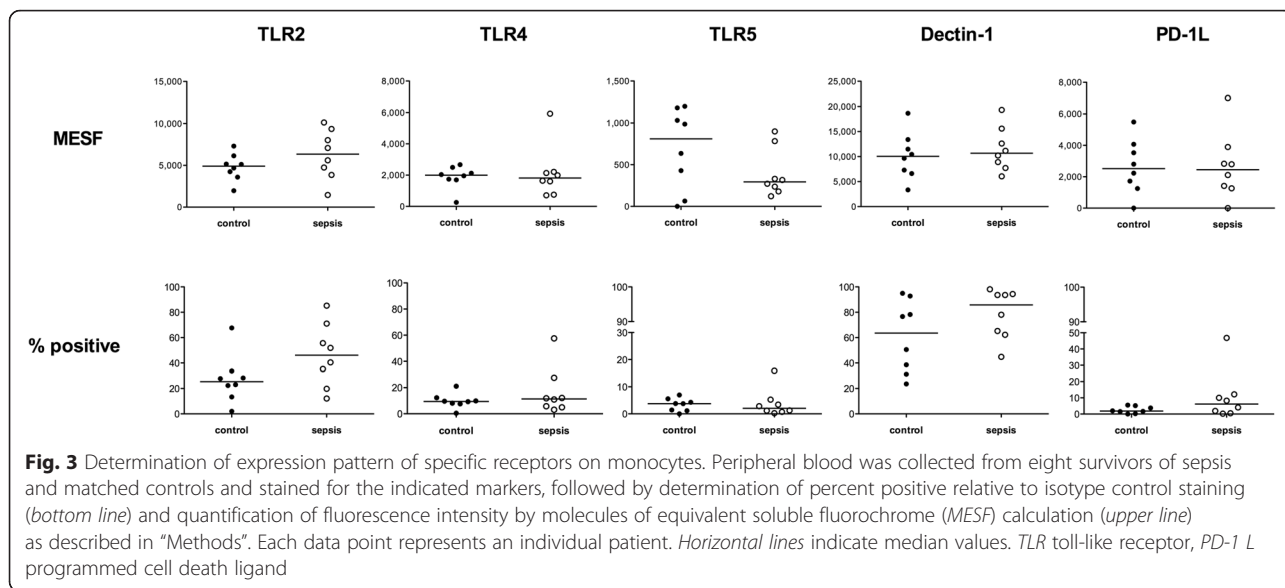 TLR2 TLR4 TLR5 Dectin-1 PD-1L
MESF
15,000 10,000 5,000 0 control sepsis
8,000 6,000 4,000 2,000 0 control sepsis
1,500 1,000 500 0 control sepsis
25,000 20,000 15,000 10,000 5,000 0 control sepsis
8,000 6,000 4,000 2,000 0 control sepsis
% positive
100 80 60 40 20 0 control sepsis
100 80 60 40 20 0 control sepsis
100 90 30 20 10 0 control sepsis
100 80 60 40 20 0 control sepsis
100 90 50 40 30 20 10 0 control sepsis
Fig. 3 Determination of expression pattern of specific receptors on monocytes. Peripheral blood was collected from eight survivors of sepsis
and matched controls and stained for the indicated markers, followed by determination of percent positive relative to isotype control staining
(bottom line) and quantification of fluorescence intensity by molecules of equivalent soluble fluorochrome (MESF) calculation (upper line)
as described in “Methods”. Each data point represents an individual patient. Horizontal lines indicate median values. TLR toll-like receptor, PD-1 L
programmed cell death ligand